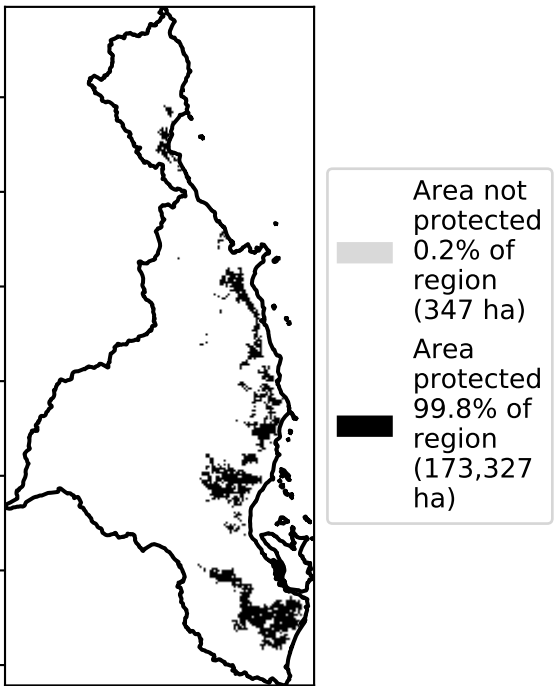 Area not
protected
0.2% of
region
(347 ha)
Area
protected
99.8% of
region
(173,327
ha)